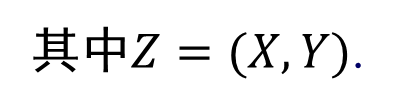 其中Z = (X, Y).